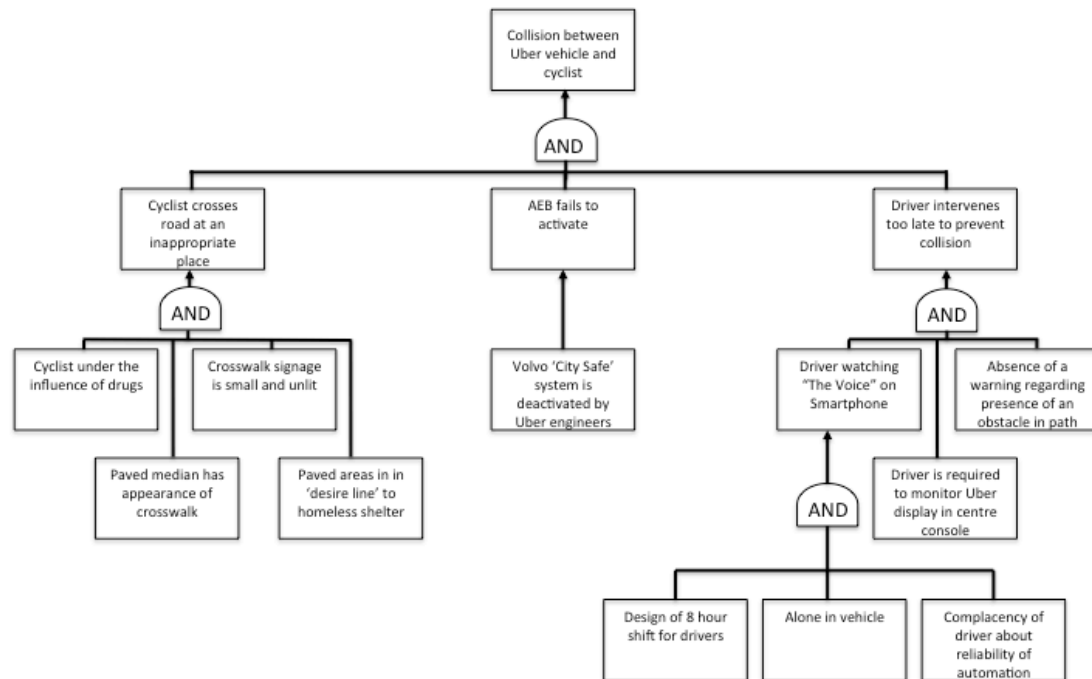 Collision between
Uber vehicle and
cyclist
AND
Cyclist crosses
road at an
inappropriate
place
AEB fails to
activate
Driver intervenes
too late to prevent
collision
AND
AND
Cyclist under the
influence of drugs
Crosswalk signage
is small and unlit
Volvo ‘City Safe’
system is
deactivated by
Uber engineers
Driver watching
“The Voice” on
Smartphone
Absence of a
warning regarding
presence of an
obstacle in path
Paved median has
appearance of
crosswalk
Paved areas in in
‘desire line’ to
homeless shelter
Driver is required
to monitor Uber
display in centre
console
AND
Design of 8 hour
shift for drivers
Alone in vehicle
Complacency of
driver about
reliability of
automation